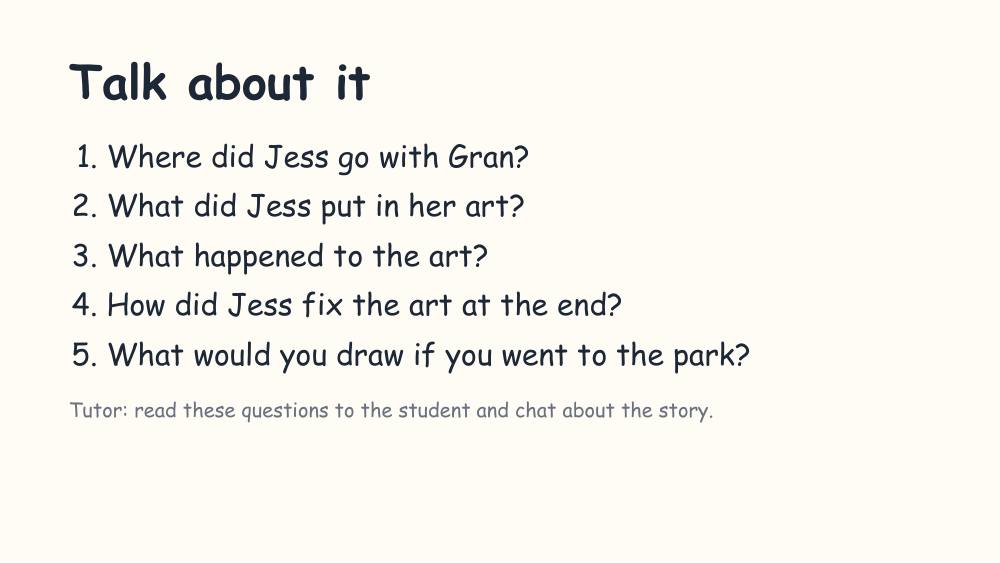 Talk about it
1. Where did Jess go with Gran?
2. What did Jess put in her art?
3. What happened to the art?
4. How did Jess fix the art at the end?
5. What would you draw if you went to the park?
Tutor: read these questions to the student and chat about the story.